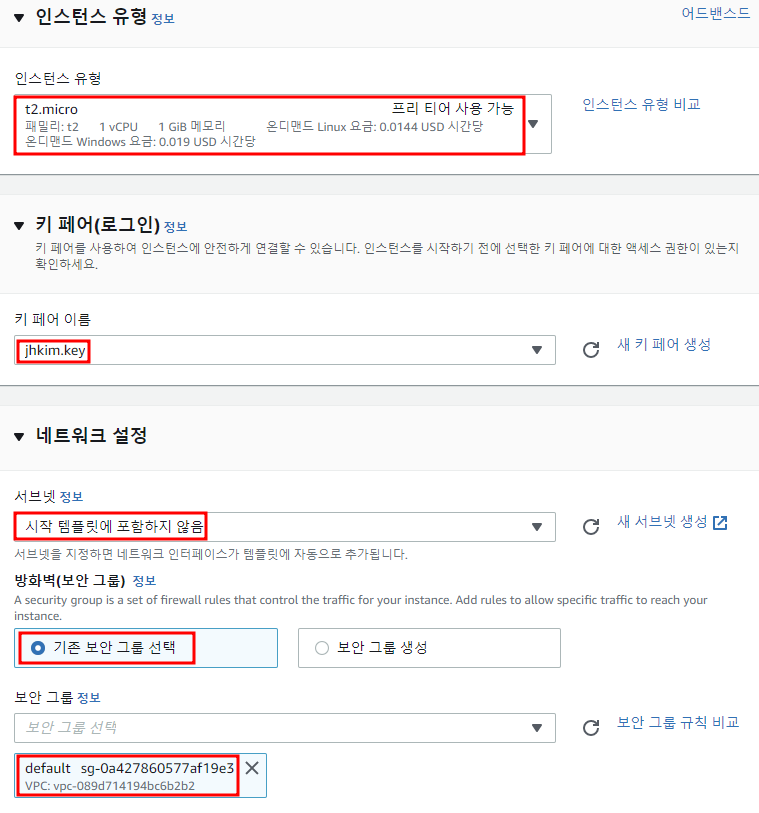 ▼ 인스턴스 유형 정보
어드밴스드
인스턴스 유형
t2.micro 프리 티어 사용 가능
패밀리: t2 1 vCPU 1 GiB 메모리 온디맨드 Linux 요금: 0.0144 USD 시간당
온디맨드 Windows 요금: 0.019 USD 시간당
인스턴스 유형 비교
▼ 키 페어(로그인) 정보
키 페어를 사용하여 인스턴스에 안전하게 연결할 수 있습니다. 인스턴스를 시작하기 전에 선택한 키 페어에 대한 액세스 권한이 있는지
확인하세요.
키 페어 이름
jhkim.key
새 키 페어 생성
▼ 네트워크 설정
서브넷 정보
시작 템플릿에 포함하지 않음
새 서브넷 생성
서브넷을 지정하면 네트워크 인터페이스가 템플릿에 자동으로 추가됩니다.
방화벽(보안 그룹) 정보
A security group is a set of firewall rules that control the traffic for your instance. Add rules to allow specific traffic to reach your
instance.
기존 보안 그룹 선택
보안 그룹 생성
보안 그룹 정보
보안 그룹 선택
보안 그룹 규칙 비교
default sg-0a427860577af19e3
VPC: vpc-089d714194bc6b2b2